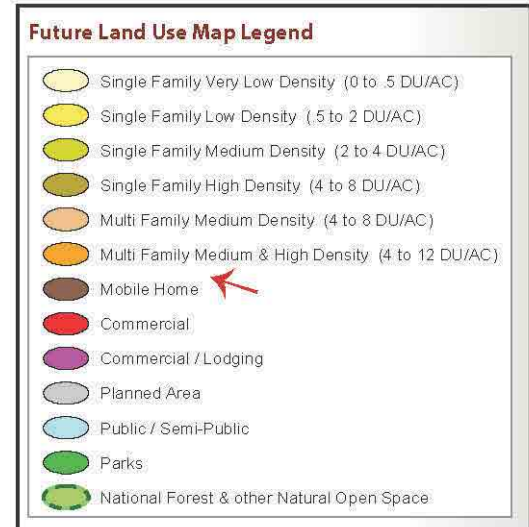 Future Land Use Map Legend
Single Family Very Low Density (0 to .5 DU/AC)
Single Family Low Density (.5 to 2 DU/AC)
Single Family Medium Density (2 to 4 DU/AC)
Single Family High Density (4 to 8 DU/AC)
Multi Family Medium Density (4 to 8 DU/AC)
Multi Family Medium & High Density (4 to 12 DU/AC)
Mobile Home
Commercial
Commercial / Lodging
Planned Area
Public / Semi-Public
Parks
National Forest & other Natural Open Space